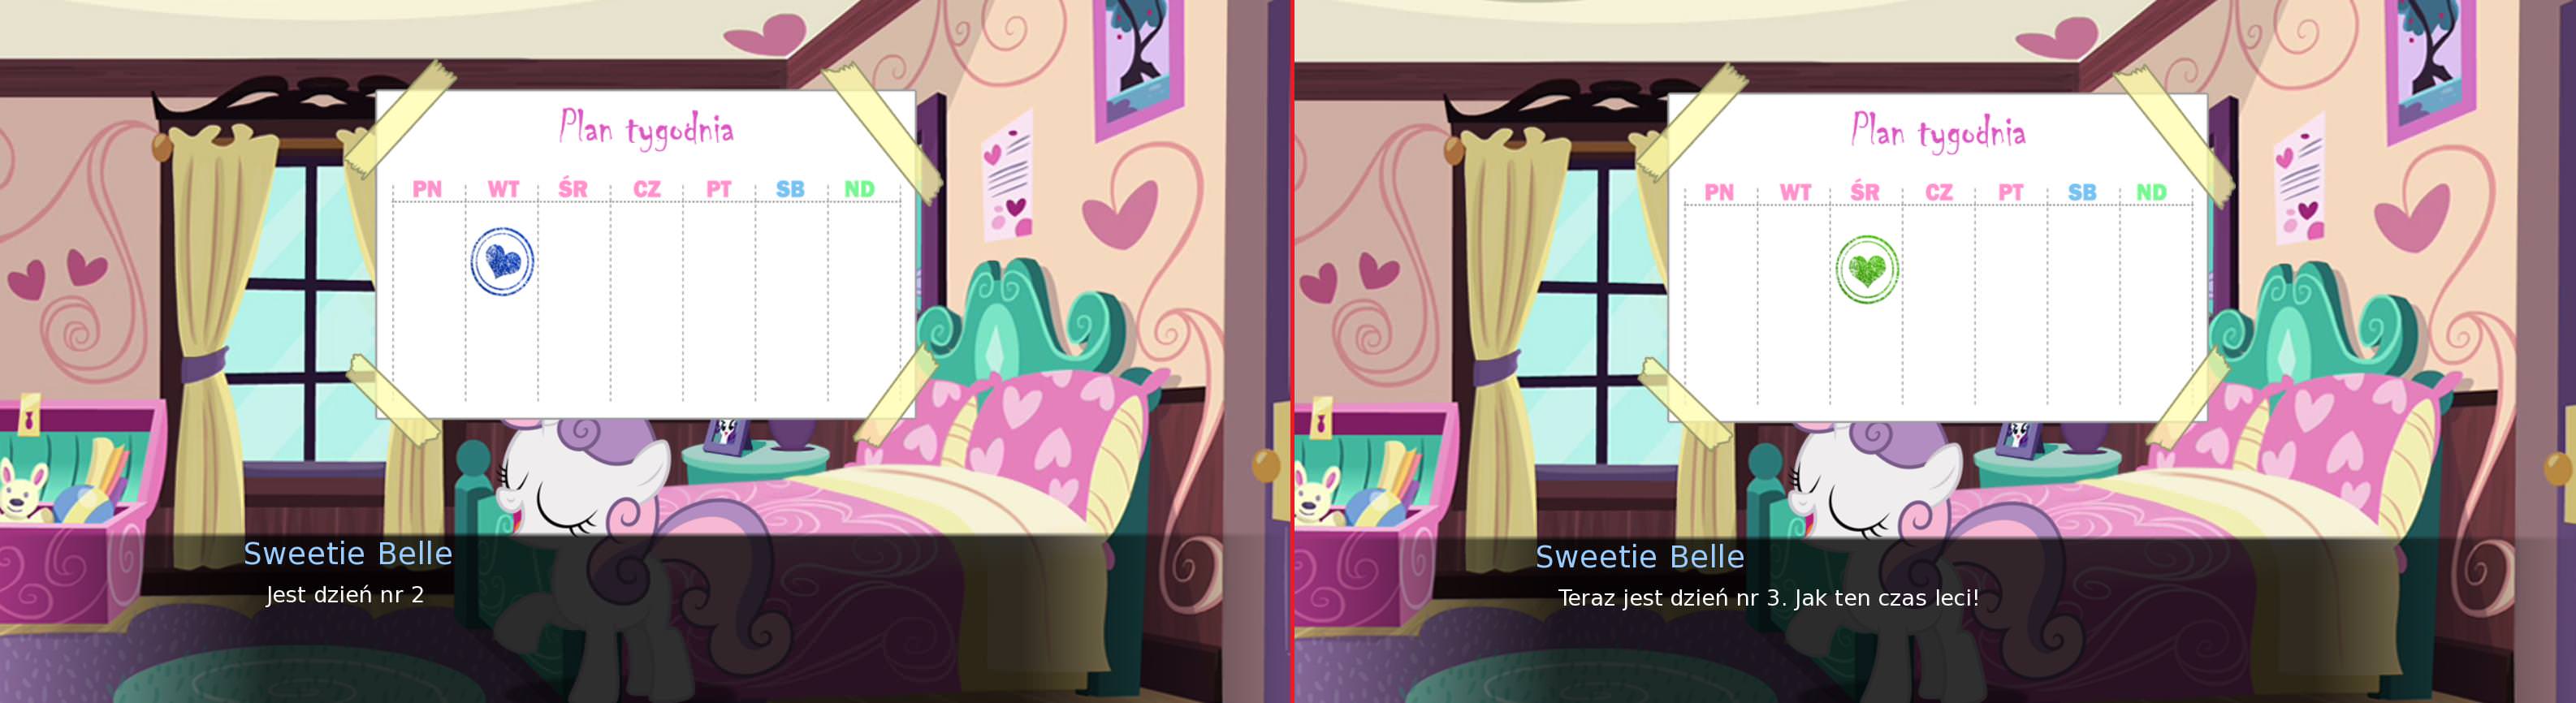 Plan tygodnia
PN WT ŚR CZ PT SB ND
Sweetie Belle
Jest dzień nr 2
Plan tygodnia
PN WT ŚR CZ PT SB ND
Sweetie Belle
Teraz jest dzień nr 3. Jak ten czas leci!